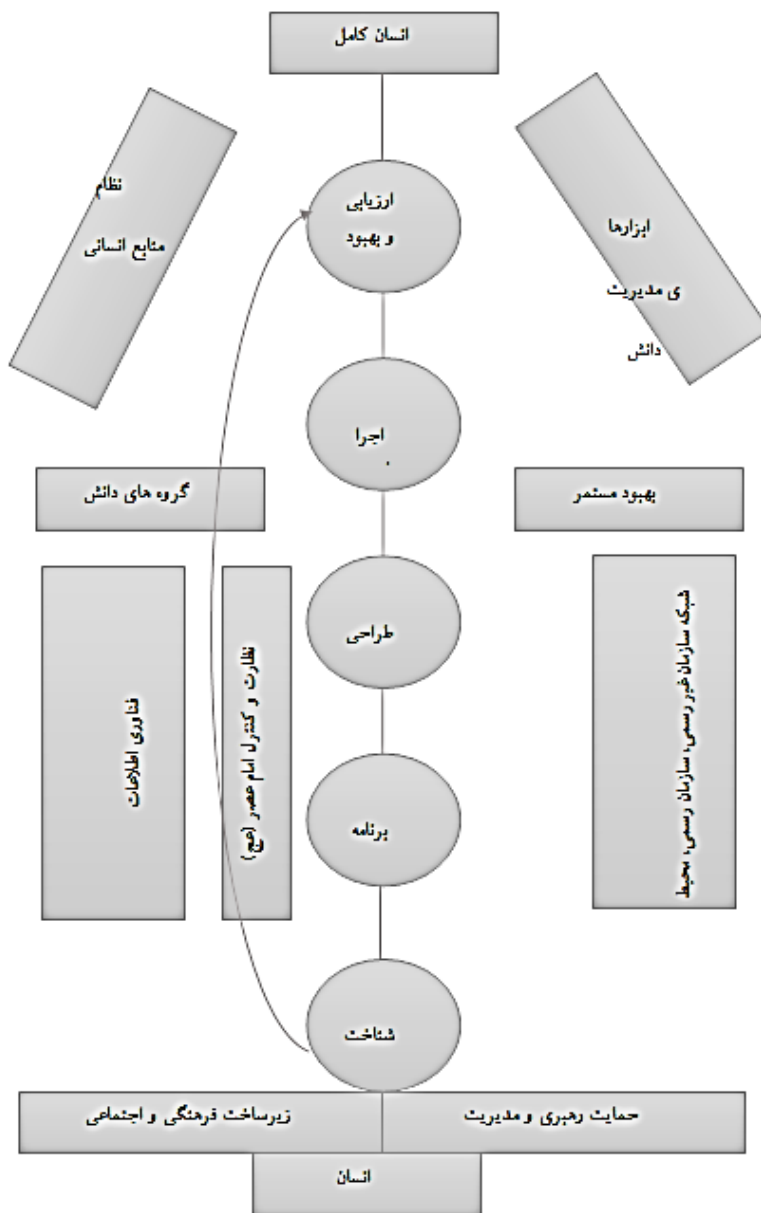 انسان کامل
نظام
منابع انسانی
ارزیابی
و بهبود
ابزارها
ی مدیریت
دانش
اجرا
.
گروه های دانش
بهبود مستمر
طراحی
فناوری اطلاعات
نظارت و کنترل امام عصر (عج)
شبکه سازمان غیر رسمی، سازمان رسمی، محیط
برنامه
شناخت
زیرساخت فرهنگی و اجتماعی
حمایت رهبری و مدیریت
انسان